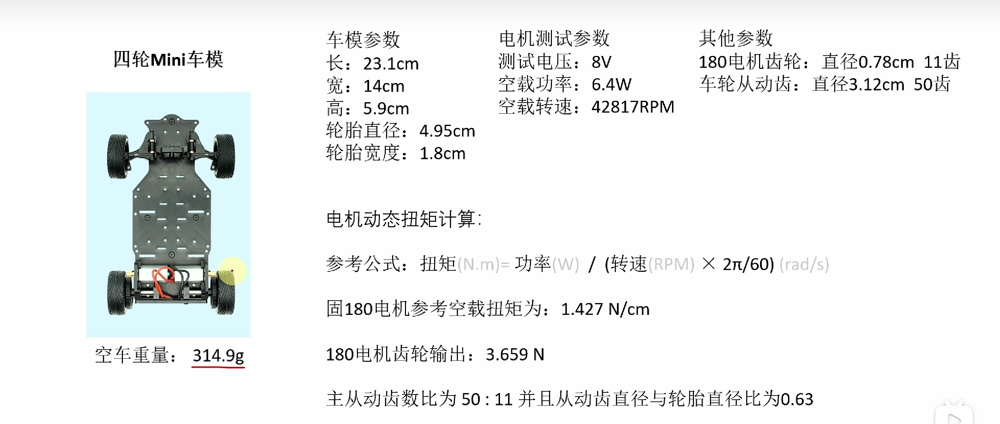 四轮Mini车模
空车重量： 314.9g
车模参数
长：23.1cm
宽：14cm
高：5.9cm
轮胎直径：4.95cm
轮胎宽度：1.8cm
电机测试参数
测试电压：8V
空载功率：6.4W
空载转速：42817RPM
其他参数
180电机齿轮：直径0.78cm 11齿
车轮从动齿：直径3.12cm 50齿
电机动态扭矩计算：
参考公式：扭矩(N.m)= 功率(W) / (转速(RPM) × 2π/60) (rad/s)
固180电机参考空载扭矩为：1.427 N/cm
180电机齿轮输出：3.659 N
主从动齿数比为 50 : 11 并且从动齿直径与轮胎直径比为0.63